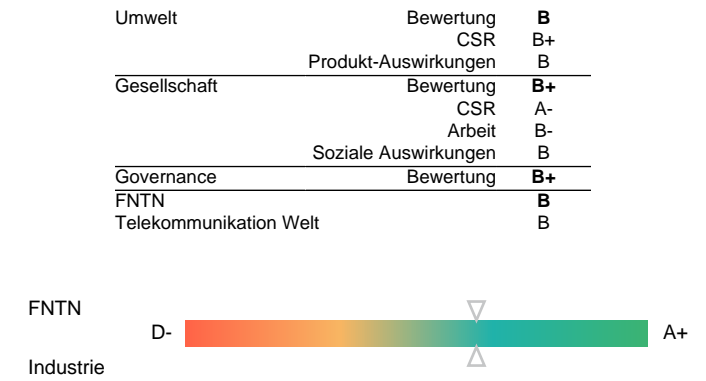 Umwelt Bewertung B
CSR B+
Produkt-Auswirkungen B
Gesellschaft Bewertung B+
CSR A-
Arbeit B-
Soziale Auswirkungen B
Governance Bewertung B+
FNTN B
Telekommunikation Welt B
FNTN
D- A+
Industrie